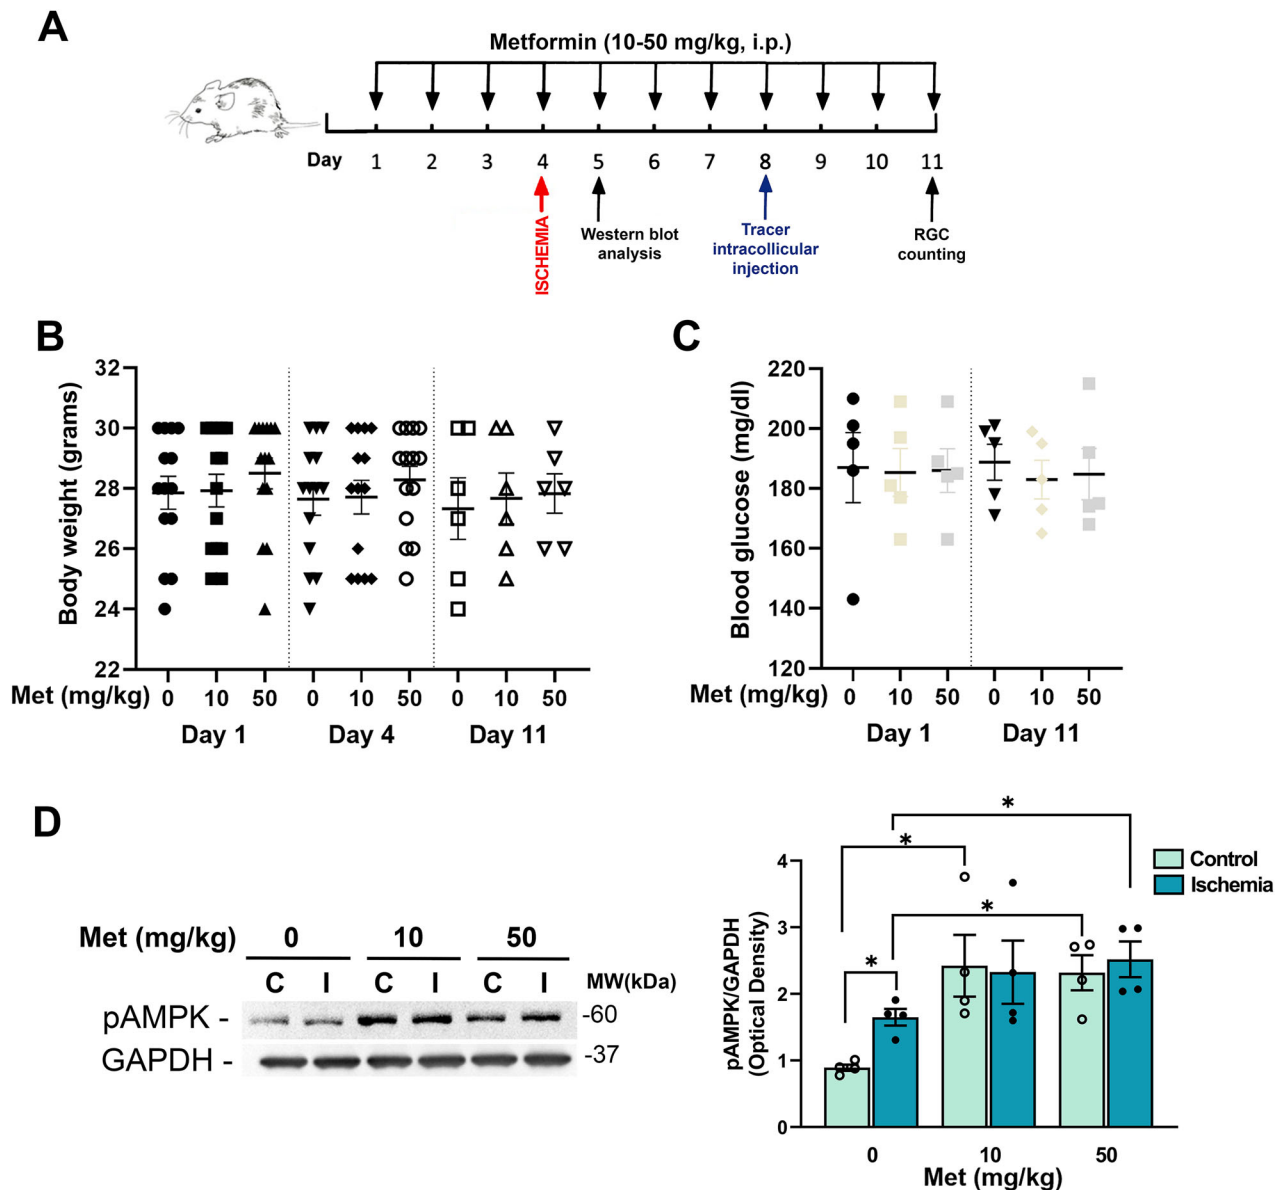 A
Metformin (10-50 mg/kg, i.p.)
Day 1 2 3 4 5 6 7 8 9 10 11
ISCHEMIA
Western blot
analysis
Tracer
intracollicular
injection
RGC
counting
B
Body weight (grams)
32
30
28
26
24
22
Met (mg/kg) 0 10 50 0 10 50 0 10 50
Day 1 Day 4 Day 11
C
Blood glucose (mg/dl)
220
200
180
160
140
120
Met (mg/kg) 0 10 50 0 10 50
Day 1 Day 11
D
Met (mg/kg) 0 10 50
C I C I C I MW(kDa)
pAMPK - -60
GAPDH - -37
pAMPK/GAPDH
(Optical Density)
4
3
2
1
0
* * * *
Control
Ischemia
0 10 50
Met (mg/kg)